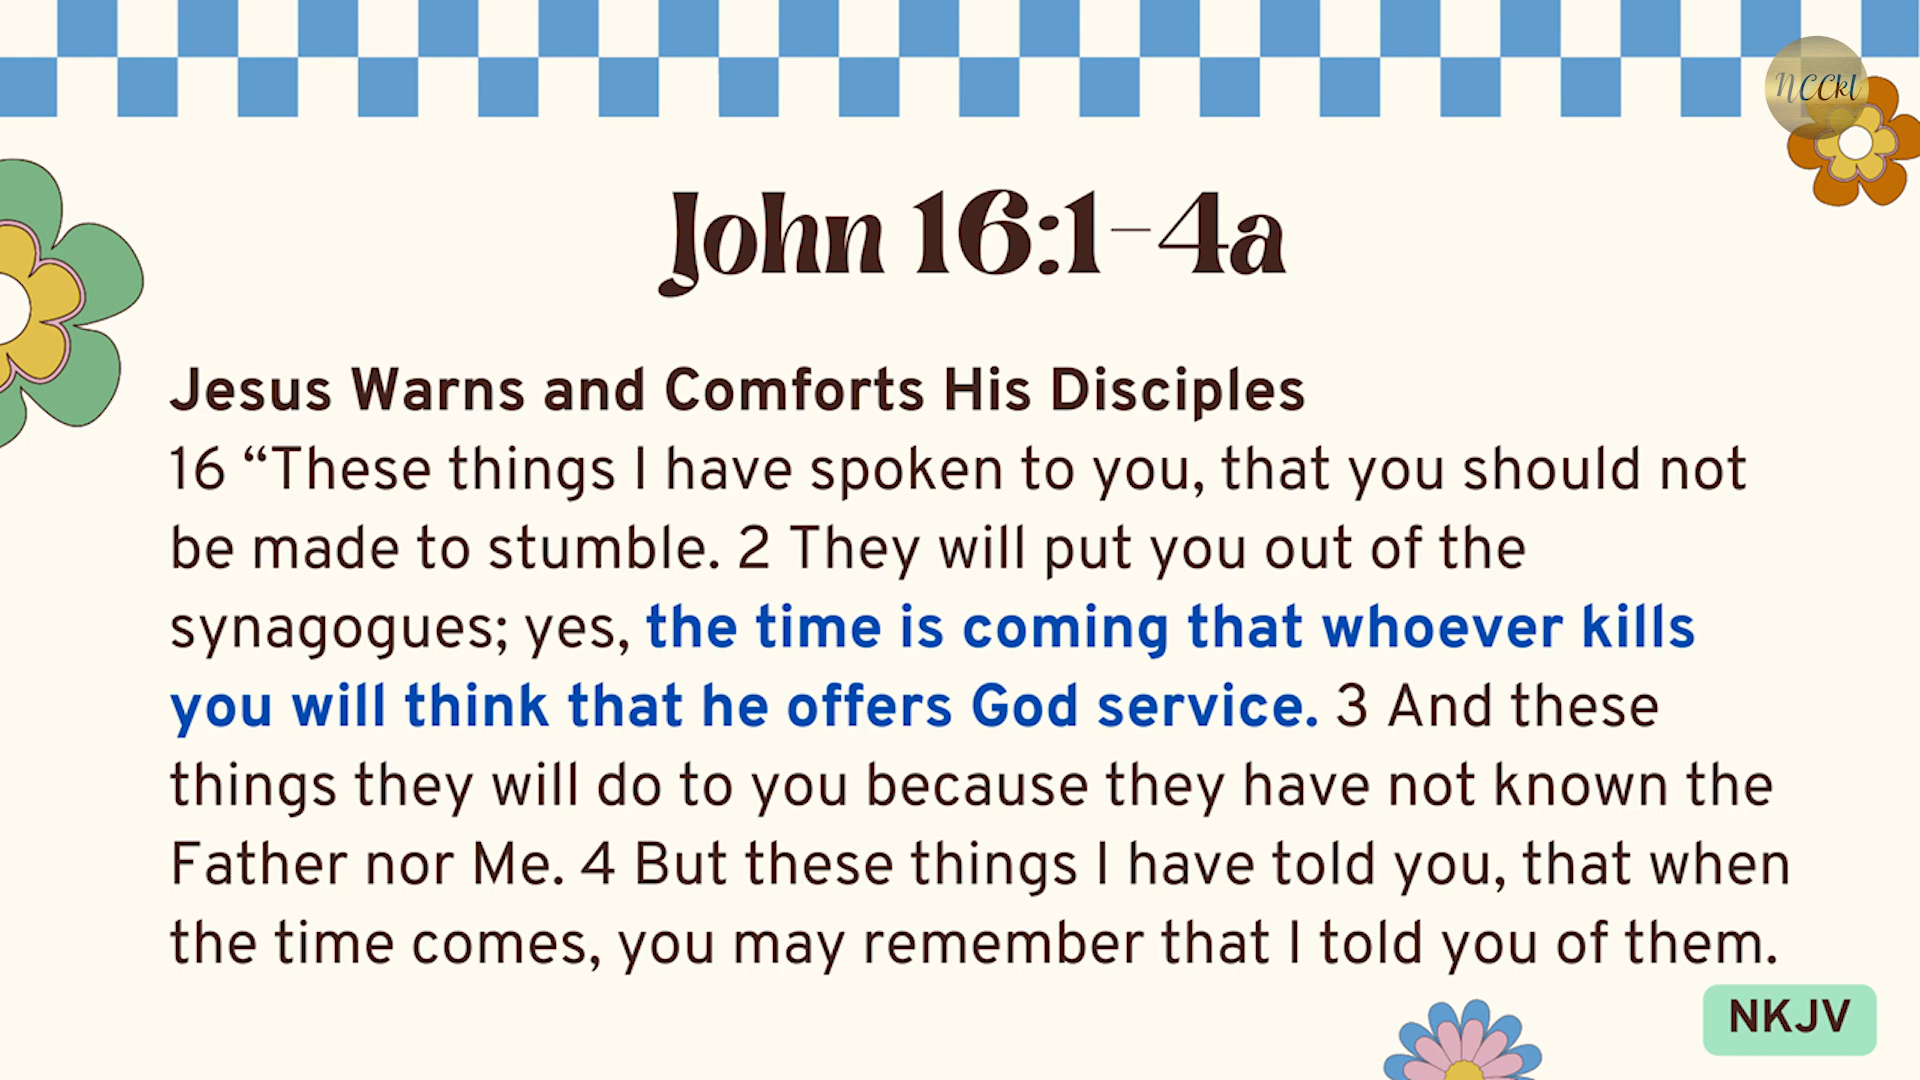 NCCkl
John 16:1-4a
Jesus Warns and Comforts His Disciples
16 “These things I have spoken to you, that you should not
be made to stumble. 2 They will put you out of the
synagogues; yes, the time is coming that whoever kills
you will think that he offers God service. 3 And these
things they will do to you because they have not known the
Father nor Me. 4 But these things I have told you, that when
the time comes, you may remember that I told you of them.
NKJV